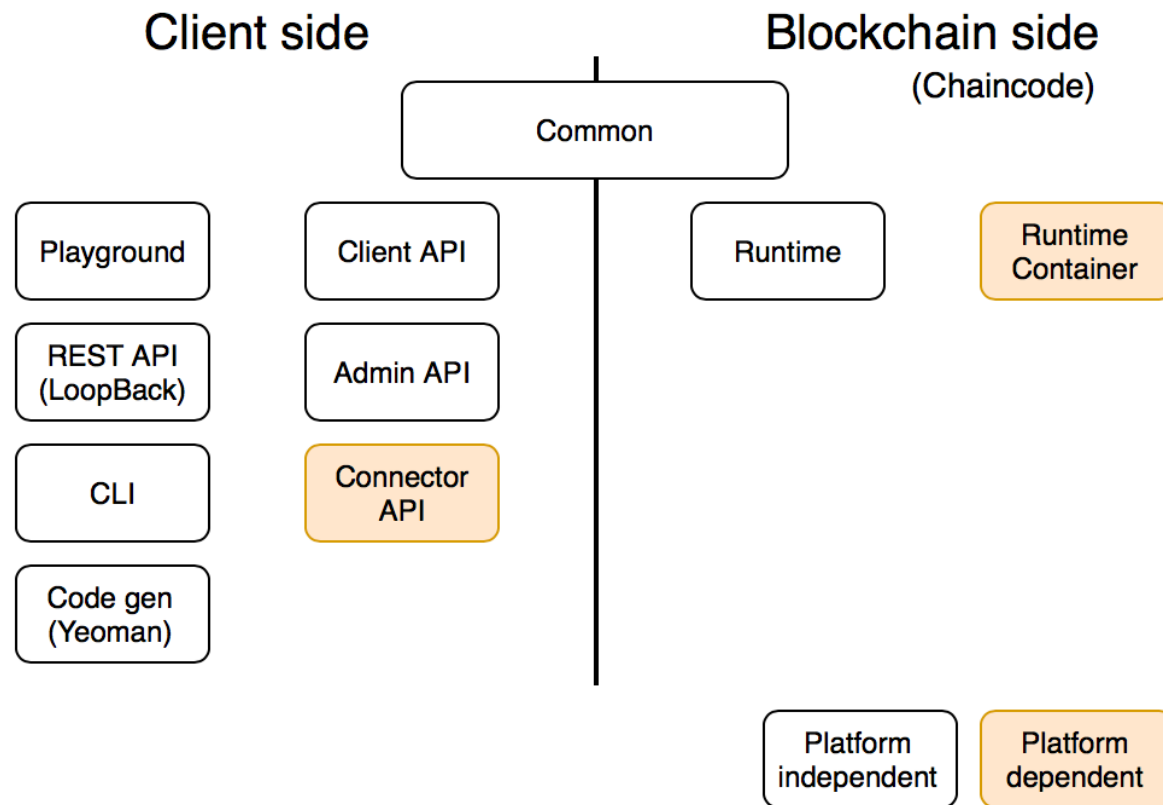 Client side
Blockchain side
(Chaincode)
Common
Playground
Client API
Runtime
Runtime
Container
REST API
(LoopBack)
Admin API
CLI
Connector
API
Code gen
(Yeoman)
Platform
independent
Platform
dependent